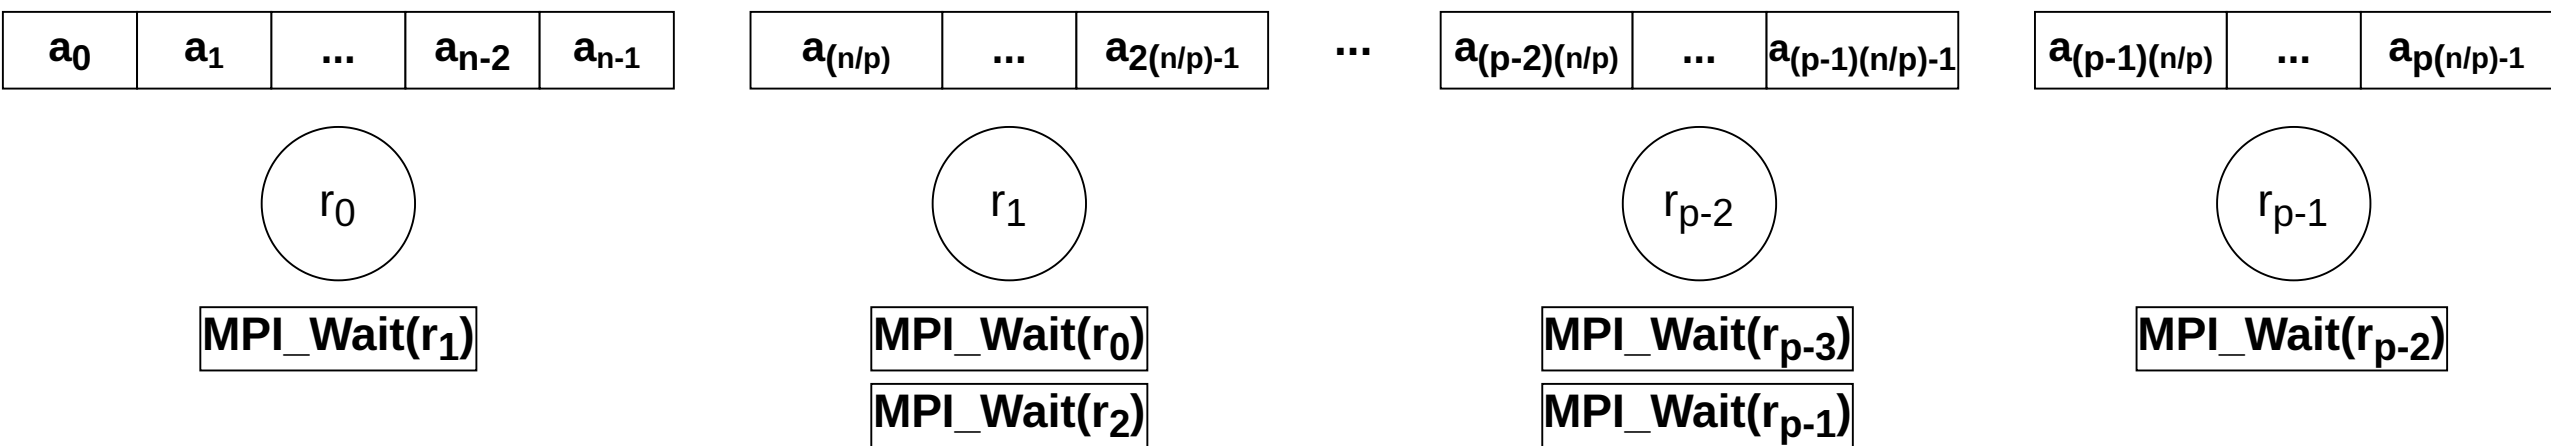 a0 a1 ... an-2 an-1 a(n/p) ... a2(n/p)-1 ... a(p-2)(n/p) ... a(p-1)(n/p)-1 a(p-1)(n/p) ... ap(n/p)-1
r0 r1 rp-2 rp-1
MPI_Wait(r1) MPI_Wait(r0) MPI_Wait(rp-3) MPI_Wait(rp-2)
MPI_Wait(r2) MPI_Wait(rp-1)